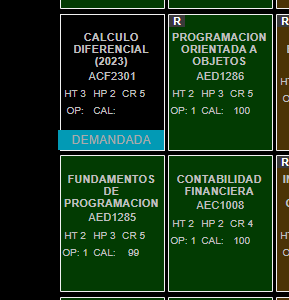 CALCULO
DIFERENCIAL
(2023)
ACF2301
HT 3 HP 2 CR 5
OP: CAL:
DEMANDADA
R
PROGRAMACION
ORIENTADA A
OBJETOS
AED1286
HT 2 HP 3 CR 5
OP: 1 CAL: 100
R
FUNDAMENTOS
DE
PROGRAMACION
AED1285
HT 2 HP 3 CR 5
OP: 1 CAL: 99
CONTABILIDAD
FINANCIERA
AEC1008
HT 2 HP 2 CR 4
OP: 1 CAL: 100
R